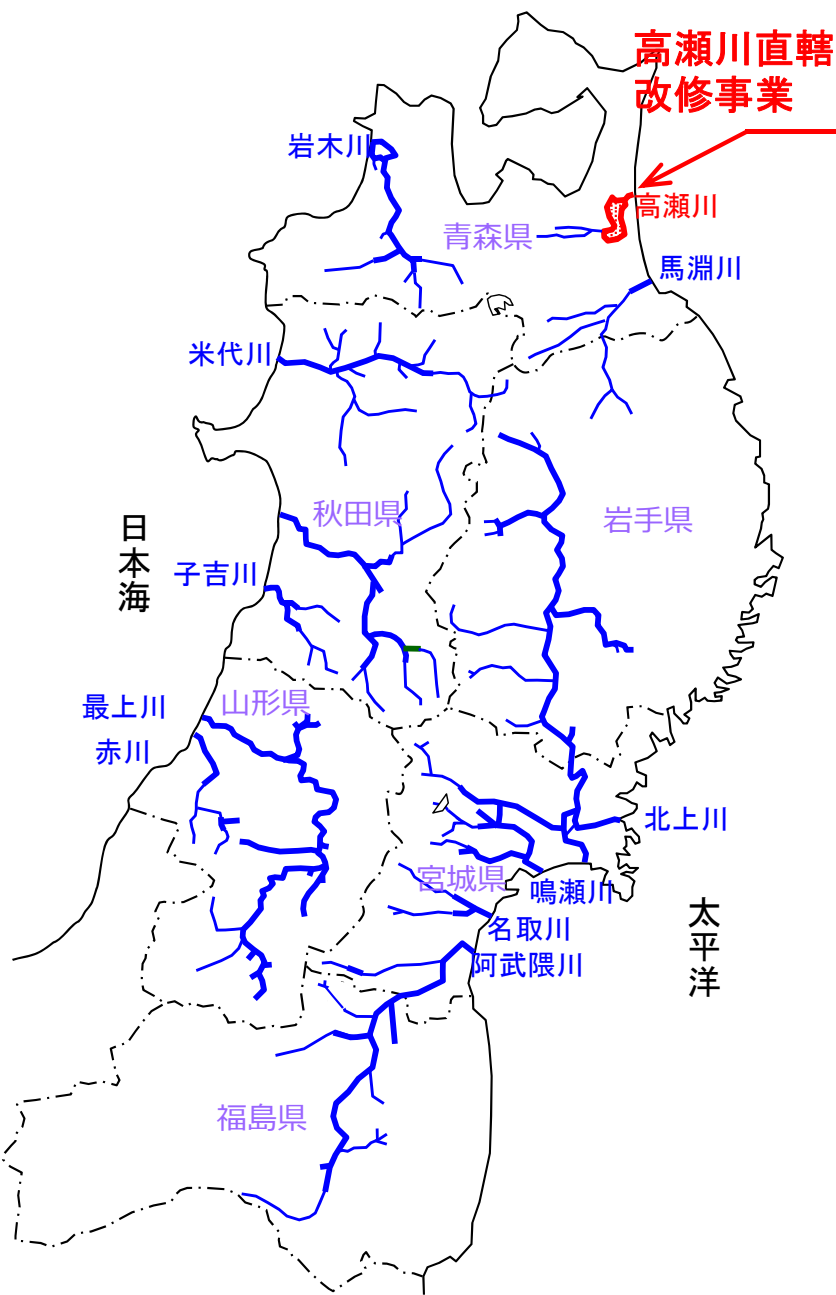 高瀬川直轄
改修事業
岩木川
高瀬川
青森県
馬淵川
米代川
秋田県
岩手県
日本海
子吉川
山形県
最上川
赤川
北上川
宮城県
鳴瀬川
太平洋
名取川
阿武隈川
福島県